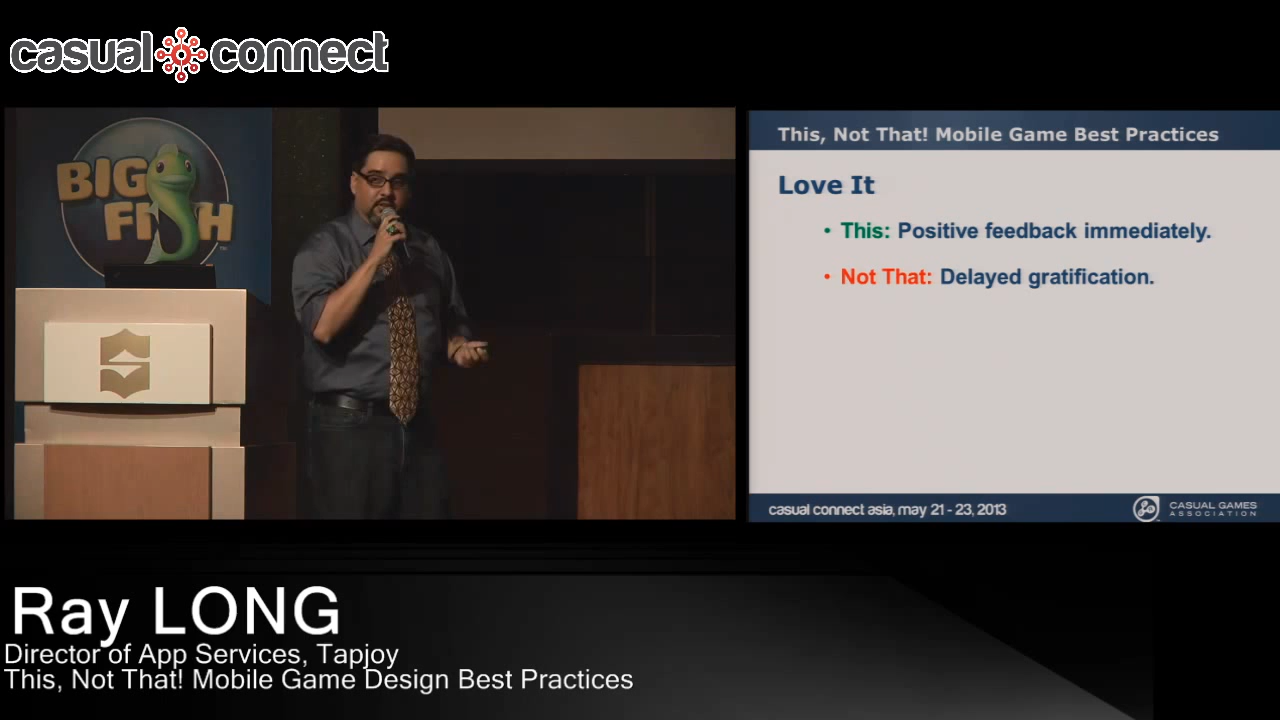 casual connect
BIG
FISH
This, Not That! Mobile Game Best Practices
Love It
• This: Positive feedback immediately.
• Not That: Delayed gratification.
casual connect asia, may 21 - 23, 2013
CASUAL GAMES
ASSOCIATION
Ray LONG
Director of App Services, Tapjoy
This, Not That! Mobile Game Design Best Practices